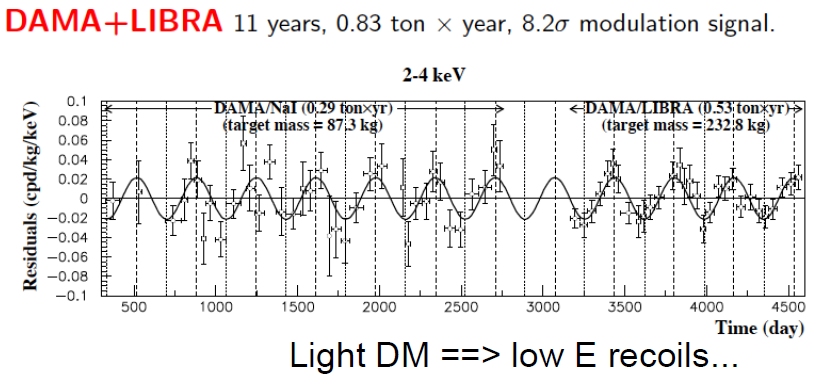 DAMA+LIBRA 11 years, 0.83 ton × year, 8.2σ modulation signal.
2-4 keV
DAMA/NaI (0.29 ton×yr) DAMA/LIBRA (0.53 ton×yr)
(target mass = 87.3 kg) (target mass = 232.8 kg)
Residuals (cpd/kg/keV)
0.1
0.08
0.06
0.04
0.02
0
-0.02
-0.04
-0.06
-0.08
-0.1
500 1000 1500 2000 2500 3000 3500 4000 4500
Time (day)
Light DM ==> low E recoils...